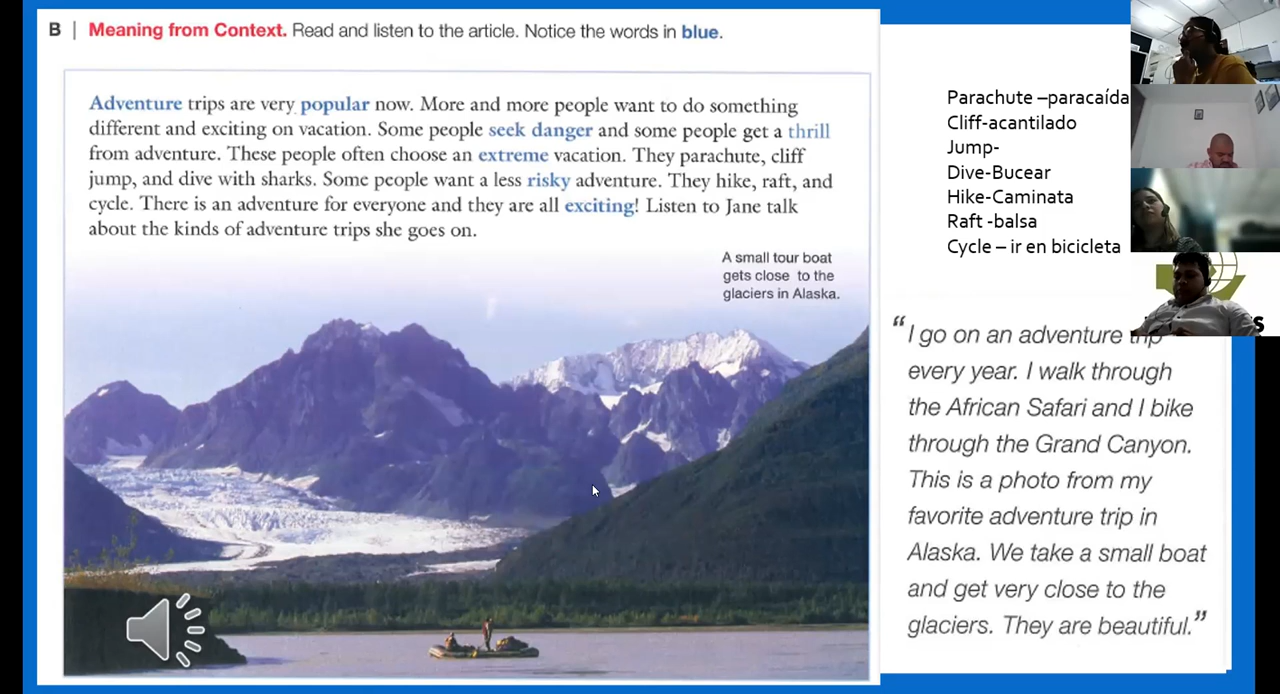 B | Meaning from Context. Read and listen to the article. Notice the words in blue.
Adventure trips are very popular now. More and more people want to do something
different and exciting on vacation. Some people seek danger and some people get a thrill
from adventure. These people often choose an extreme vacation. They parachute, cliff
jump, and dive with sharks. Some people want a less risky adventure. They hike, raft, and
cycle. There is an adventure for everyone and they are all exciting! Listen to Jane talk
about the kinds of adventure trips she goes on.
A small tour boat
gets close to the
glaciers in Alaska.
Parachute –paracaída
Cliff-acantilado
Jump-
Dive-Bucear
Hike-Caminata
Raft -balsa
Cycle – ir en bicicleta
“I go on an adventure trip
every year. I walk through
the African Safari and I bike
through the Grand Canyon.
This is a photo from my
favorite adventure trip in
Alaska. We take a small boat
and get very close to the
glaciers. They are beautiful.”